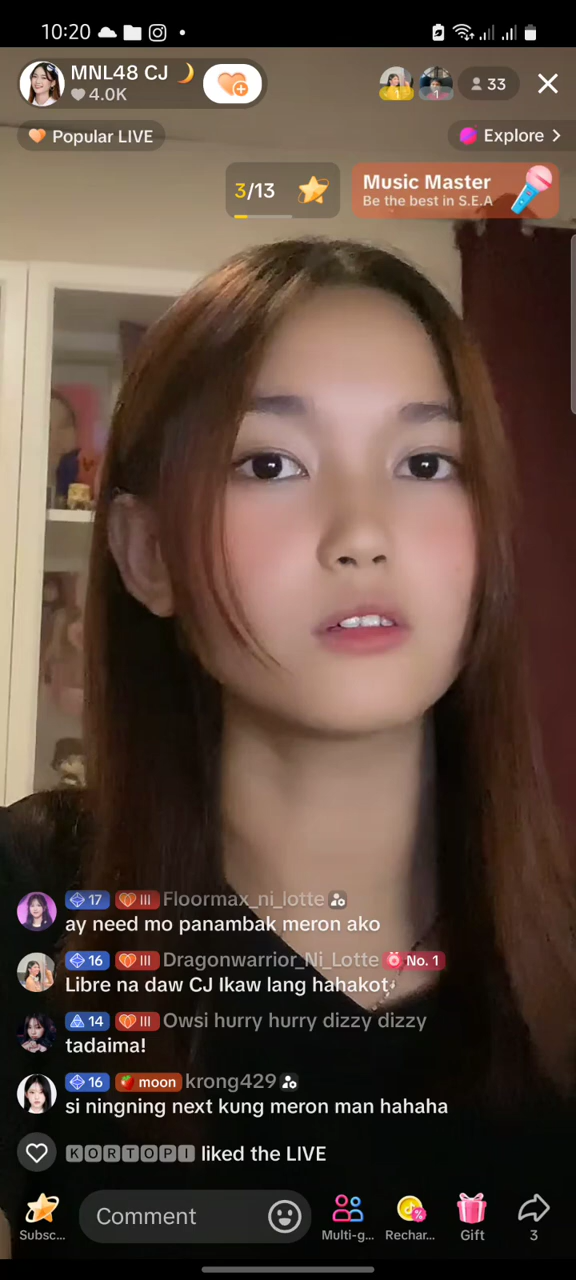 10:20
MNL48 CJ 🌙
4.0K
33
Popular LIVE
Explore >
3/13
Music Master
Be the best in S.E.A
17 III Floormax_ni_lotte
ay need mo panambak meron ako
16 III Dragonwarrior_Ni_Lotte No. 1
Libre na daw CJ Ikaw lang hahakot
14 III Owsi hurry hurry dizzy dizzy
tadaima!
16 moon krong429
si ningning next kung meron man hahaha
KORTOPI liked the LIVE
Comment
Subsc... Multi-g... Rechar... Gift 3